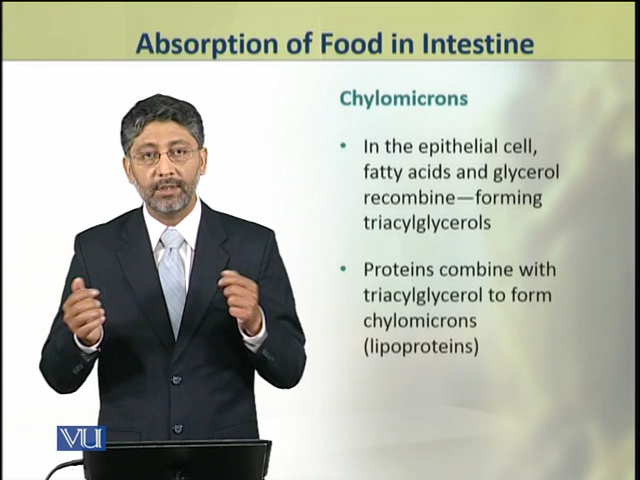 Absorption of Food in Intestine
Chylomicrons
• In the epithelial cell,
fatty acids and glycerol
recombine—forming
triacylglycerols
• Proteins combine with
triacylglycerol to form
chylomicrons
(lipoproteins)
VU